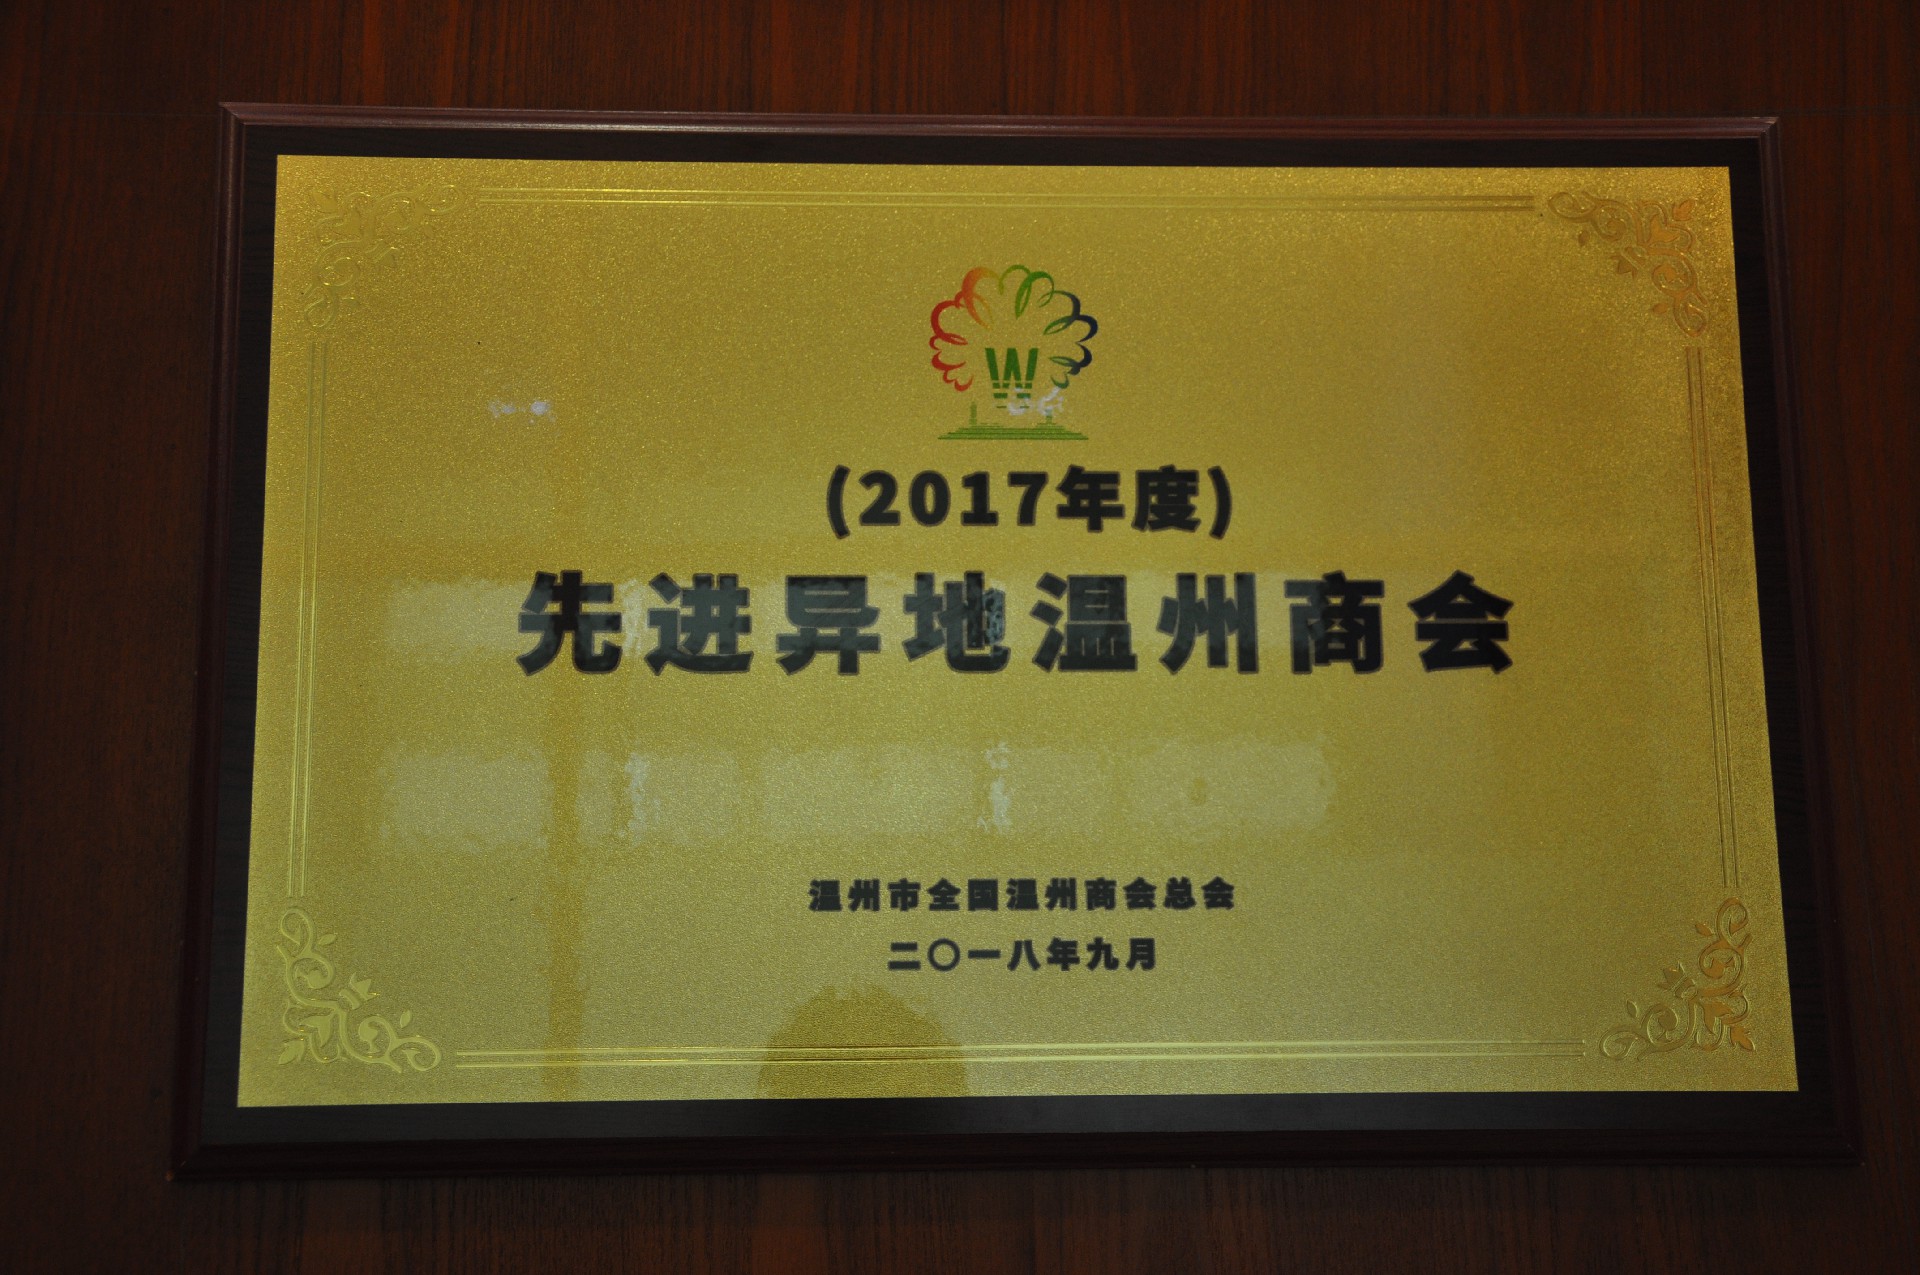 W
(2017年度)
先进异地温州商会
温州市全国温州商会总会
二〇一八年九月